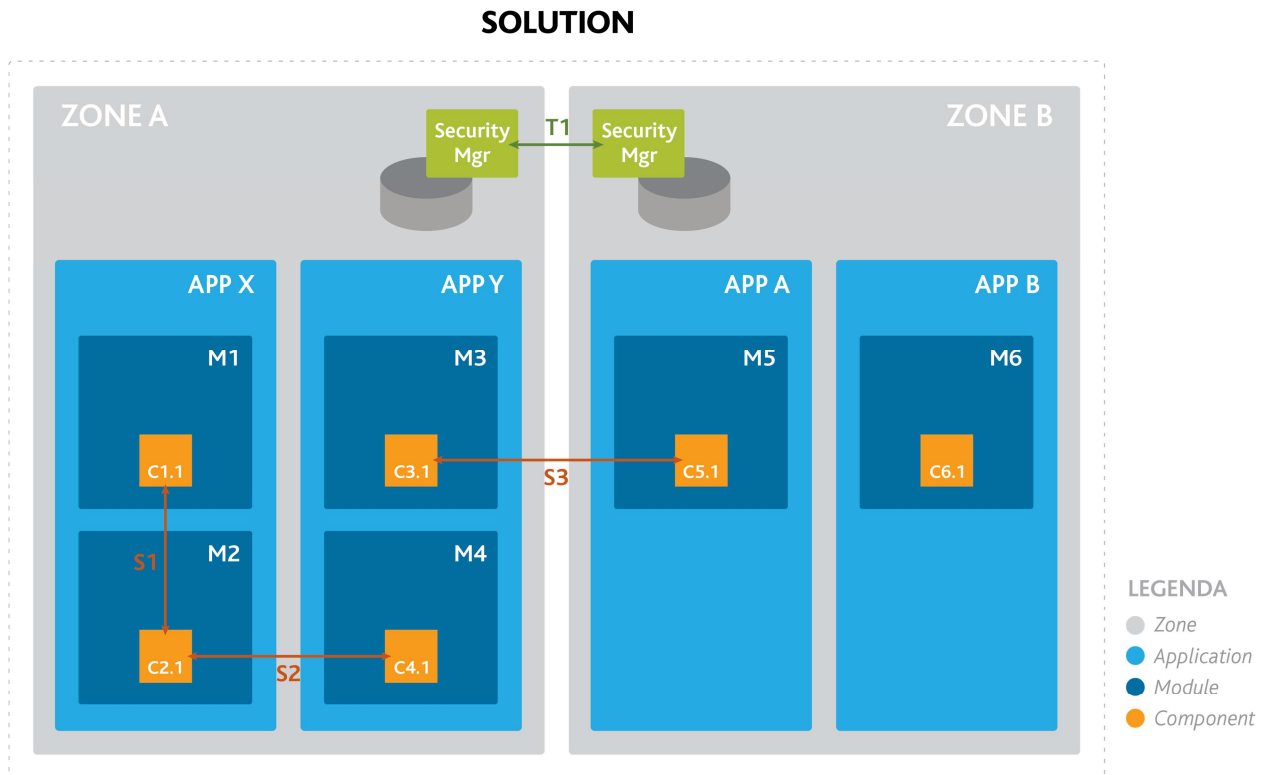 SOLUTION
ZONE A
Security
Mgr
T1
Security
Mgr
ZONE B
APP X
APP Y
APP A
APP B
M1
M3
M5
M6
C1.1
C3.1
S3
C5.1
C6.1
S1
M2
M4
C2.1
S2
C4.1
LEGENDA
Zone
Application
Module
Component